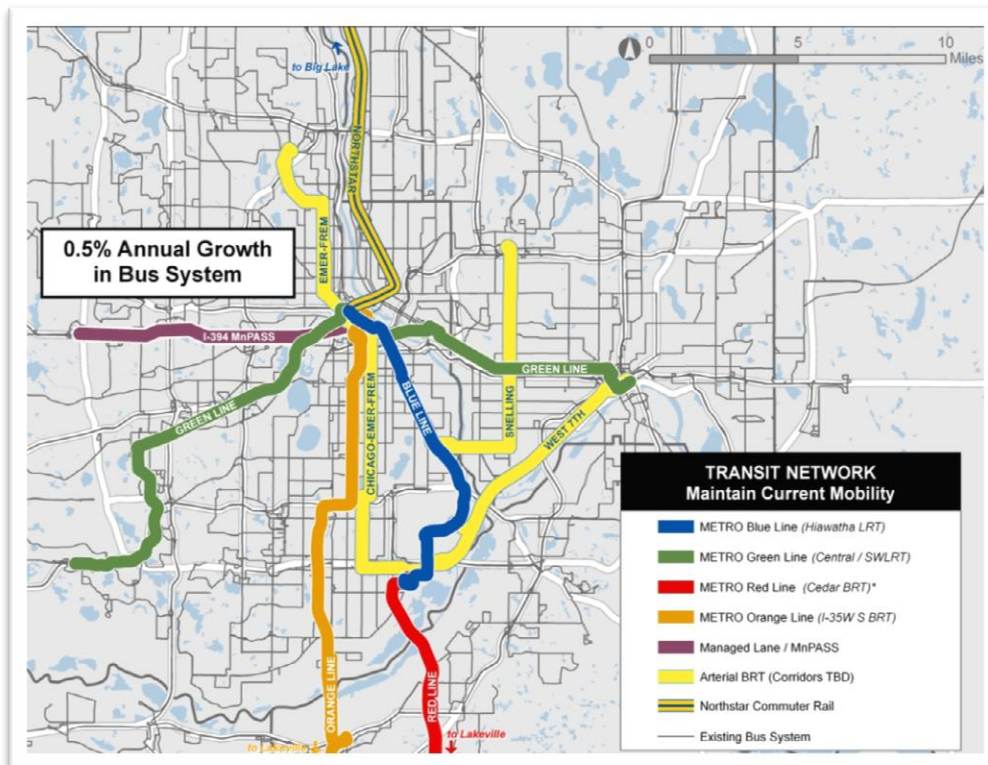 to Big Lake
0
5
10
Miles
NORTHSTAR
0.5% Annual Growth
in Bus System
EMER-FREM
I-394 MnPASS
GREEN LINE
GREEN LINE
BLUE LINE
CHICAGO-EMER-FREM
SNELLING
WEST 7TH
ORANGE LINE
RED LINE
to Lakeville
to Lakeville
TRANSIT NETWORK
Maintain Current Mobility
METRO Blue Line (Hiawatha LRT)
METRO Green Line (Central / SWLRT)
METRO Red Line (Cedar BRT)*
METRO Orange Line (I-35W S BRT)
Managed Lane / MnPASS
Arterial BRT (Corridors TBD)
Northstar Commuter Rail
Existing Bus System